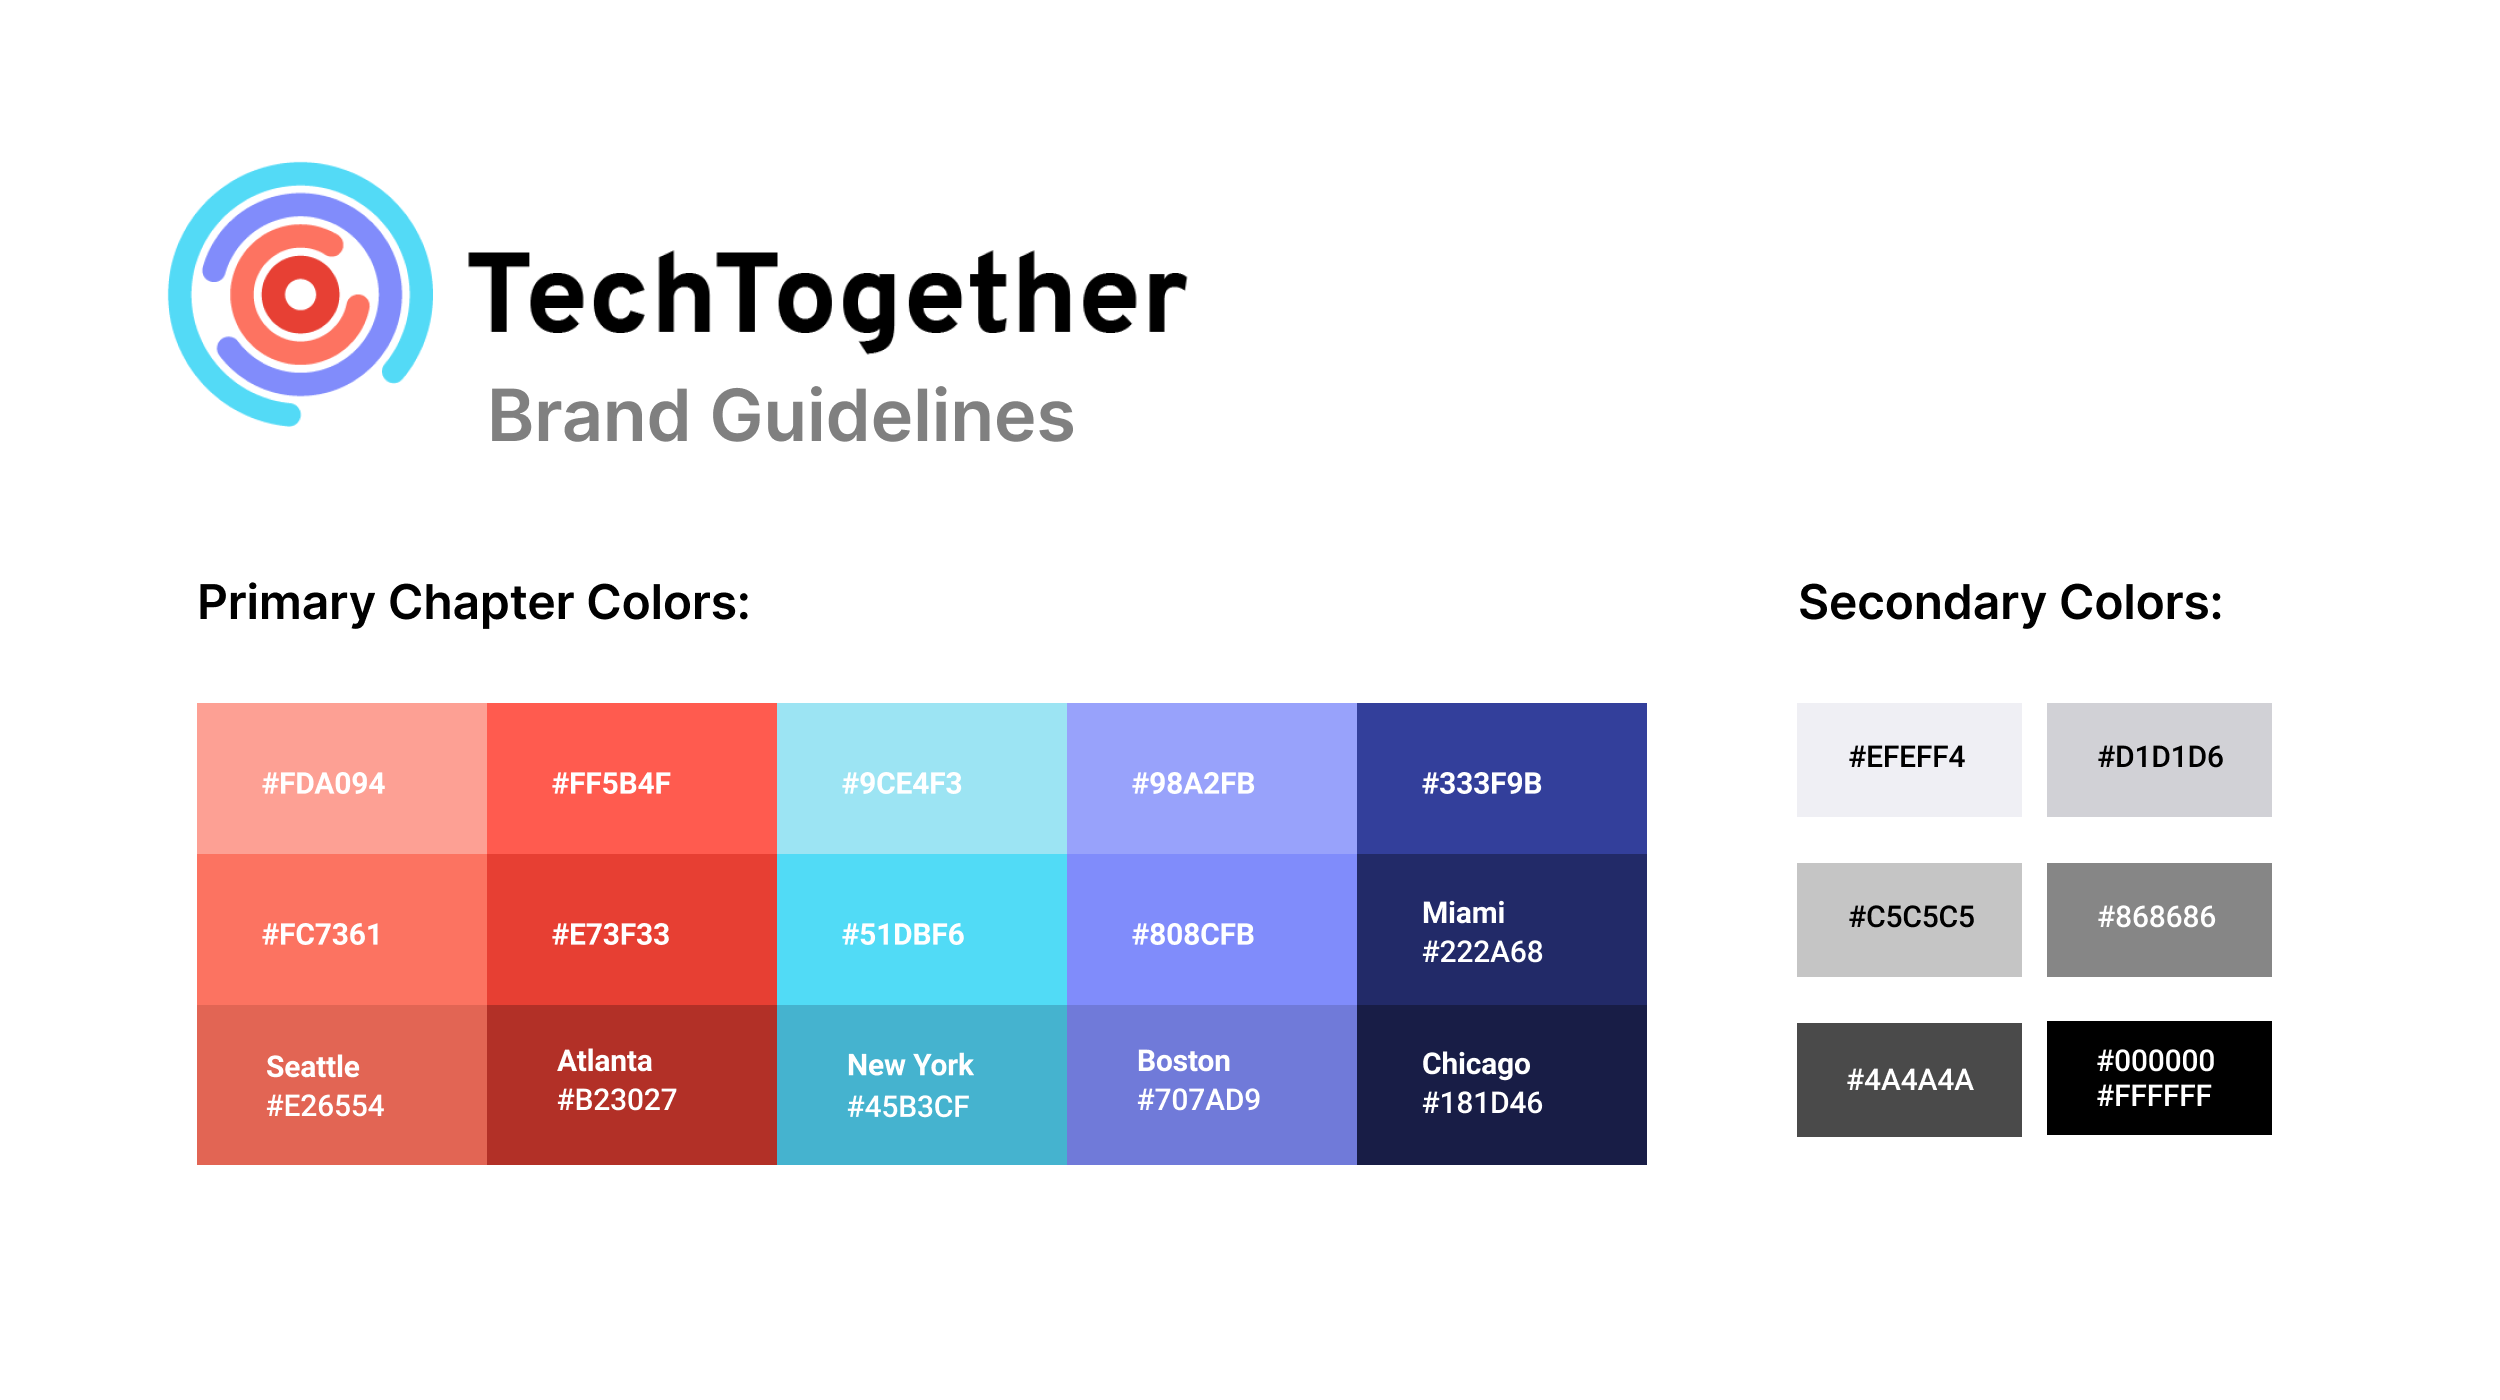 TechTogether
Brand Guidelines
Primary Chapter Colors:
#FDA094
#FF5B4F
#9CE4F3
#98A2FB
#333F9B
#FC7361
#E73F33
#51DBF6
#808CFB
Miami
#222A68
Seattle
#E26554
Atlanta
#B23027
New York
#45B3CF
Boston
#707AD9
Chicago
#181D46
Secondary Colors:
#EFEFF4
#D1D1D6
#C5C5C5
#868686
#4A4A4A
#000000
#FFFFFF